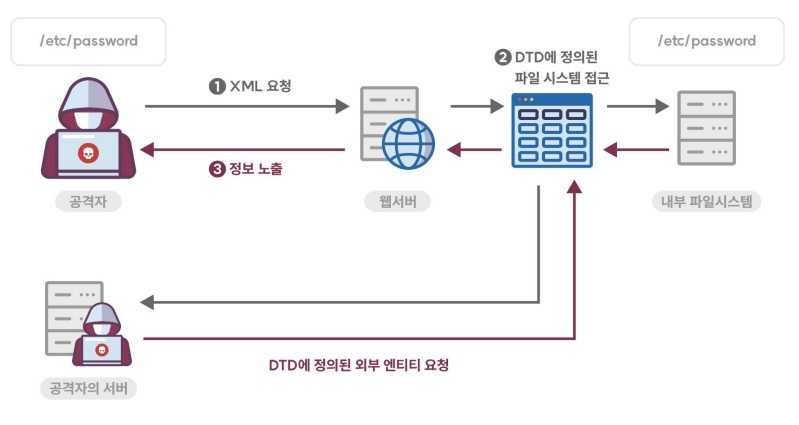 /etc/password
/etc/password
❶ XML 요청
❷ DTD에 정의된
파일 시스템 접근
❸ 정보 노출
공격자
웹서버
내부 파일시스템
DTD에 정의된 외부 엔티티 요청
공격자의 서버